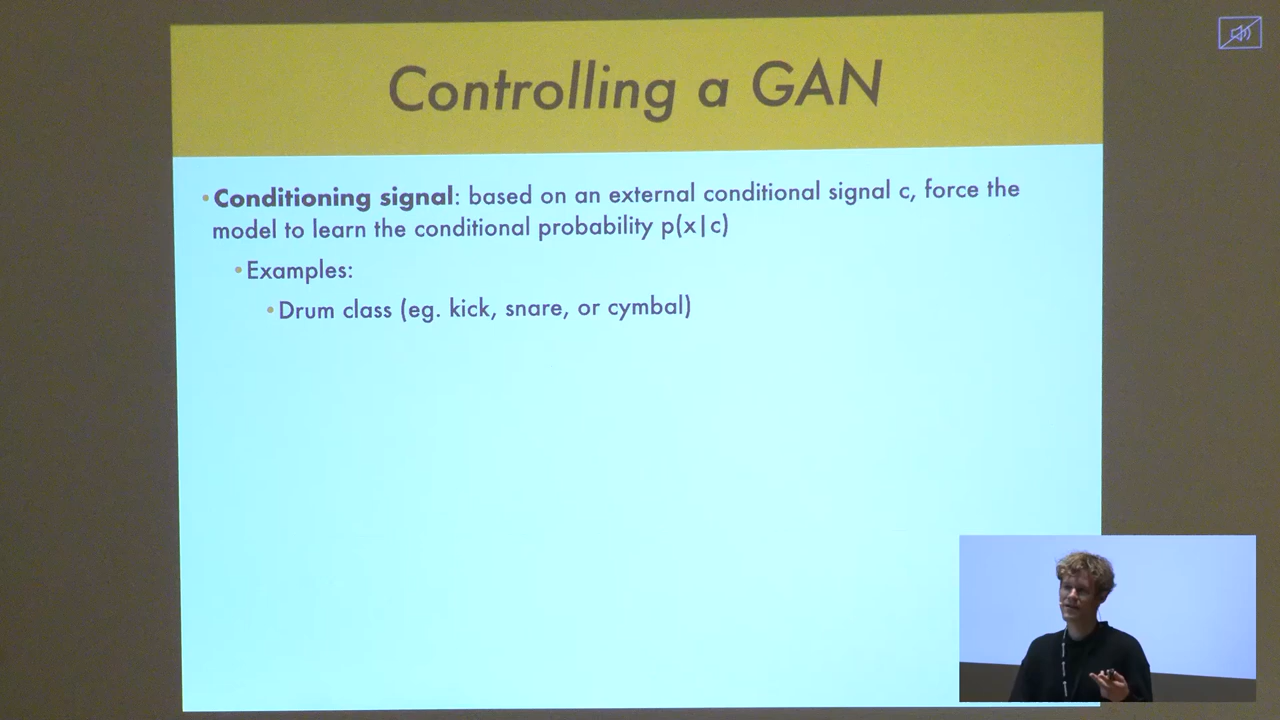 Controlling a GAN
•Conditioning signal: based on an external conditional signal c, force the
model to learn the conditional probability p(x|c)
•Examples:
•Drum class (eg. kick, snare, or cymbal)